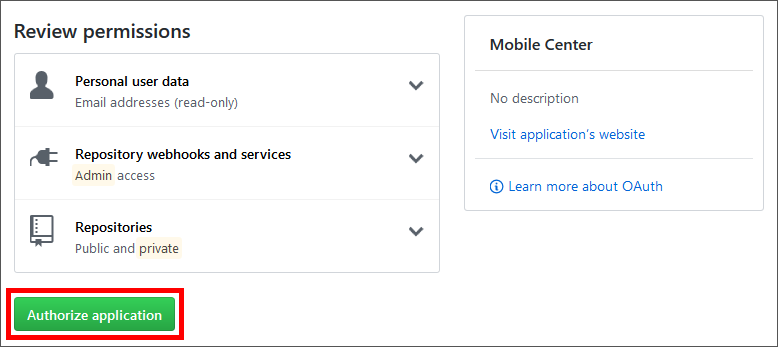 Review permissions
Personal user data
Email addresses (read-only)
Repository webhooks and services
Admin access
Repositories
Public and private
Authorize application
Mobile Center
No description
Visit application's website
Learn more about OAuth